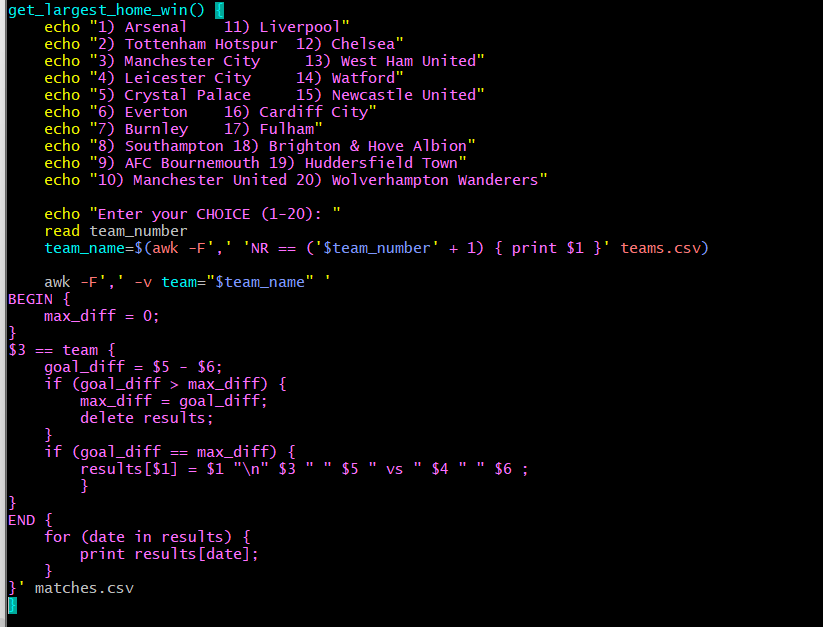 get_largest_home_win() {
    echo "1) Arsenal    11) Liverpool"
    echo "2) Tottenham Hotspur  12) Chelsea"
    echo "3) Manchester City     13) West Ham United"
    echo "4) Leicester City     14) Watford"
    echo "5) Crystal Palace     15) Newcastle United"
    echo "6) Everton    16) Cardiff City"
    echo "7) Burnley    17) Fulham"
    echo "8) Southampton 18) Brighton & Hove Albion"
    echo "9) AFC Bournemouth 19) Huddersfield Town"
    echo "10) Manchester United 20) Wolverhampton Wanderers"

    echo "Enter your CHOICE (1-20): "
    read team_number
    team_name=$(awk -F',' 'NR == ('$team_number' + 1) { print $1 }' teams.csv)

    awk -F',' -v team="$team_name" '
BEGIN {
    max_diff = 0;
}
$3 == team {
    goal_diff = $5 - $6;
    if (goal_diff > max_diff) {
        max_diff = goal_diff;
        delete results;
    }
    if (goal_diff == max_diff) {
        results[$1] = $1 "\n" $3 " " $5 " vs " $4 " " $6 ;
        }
}
END {
    for (date in results) {
        print results[date];
    }
}' matches.csv
}